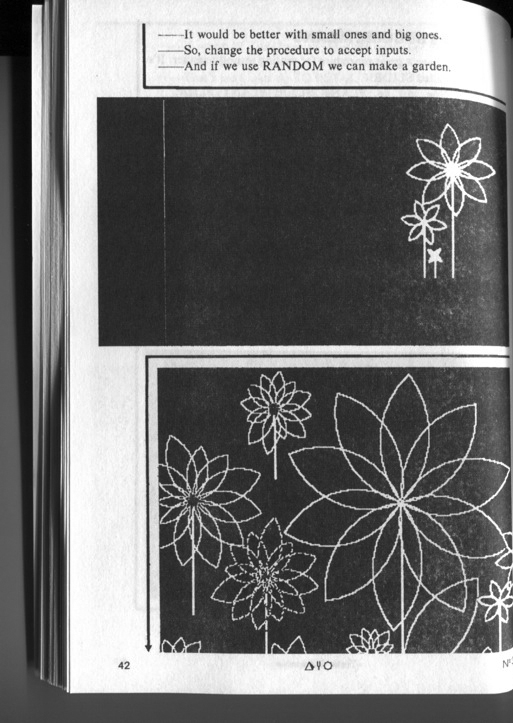 ——It would be better with small ones and big ones.
——So, change the procedure to accept inputs.
——And if we use RANDOM we can make a garden.
42